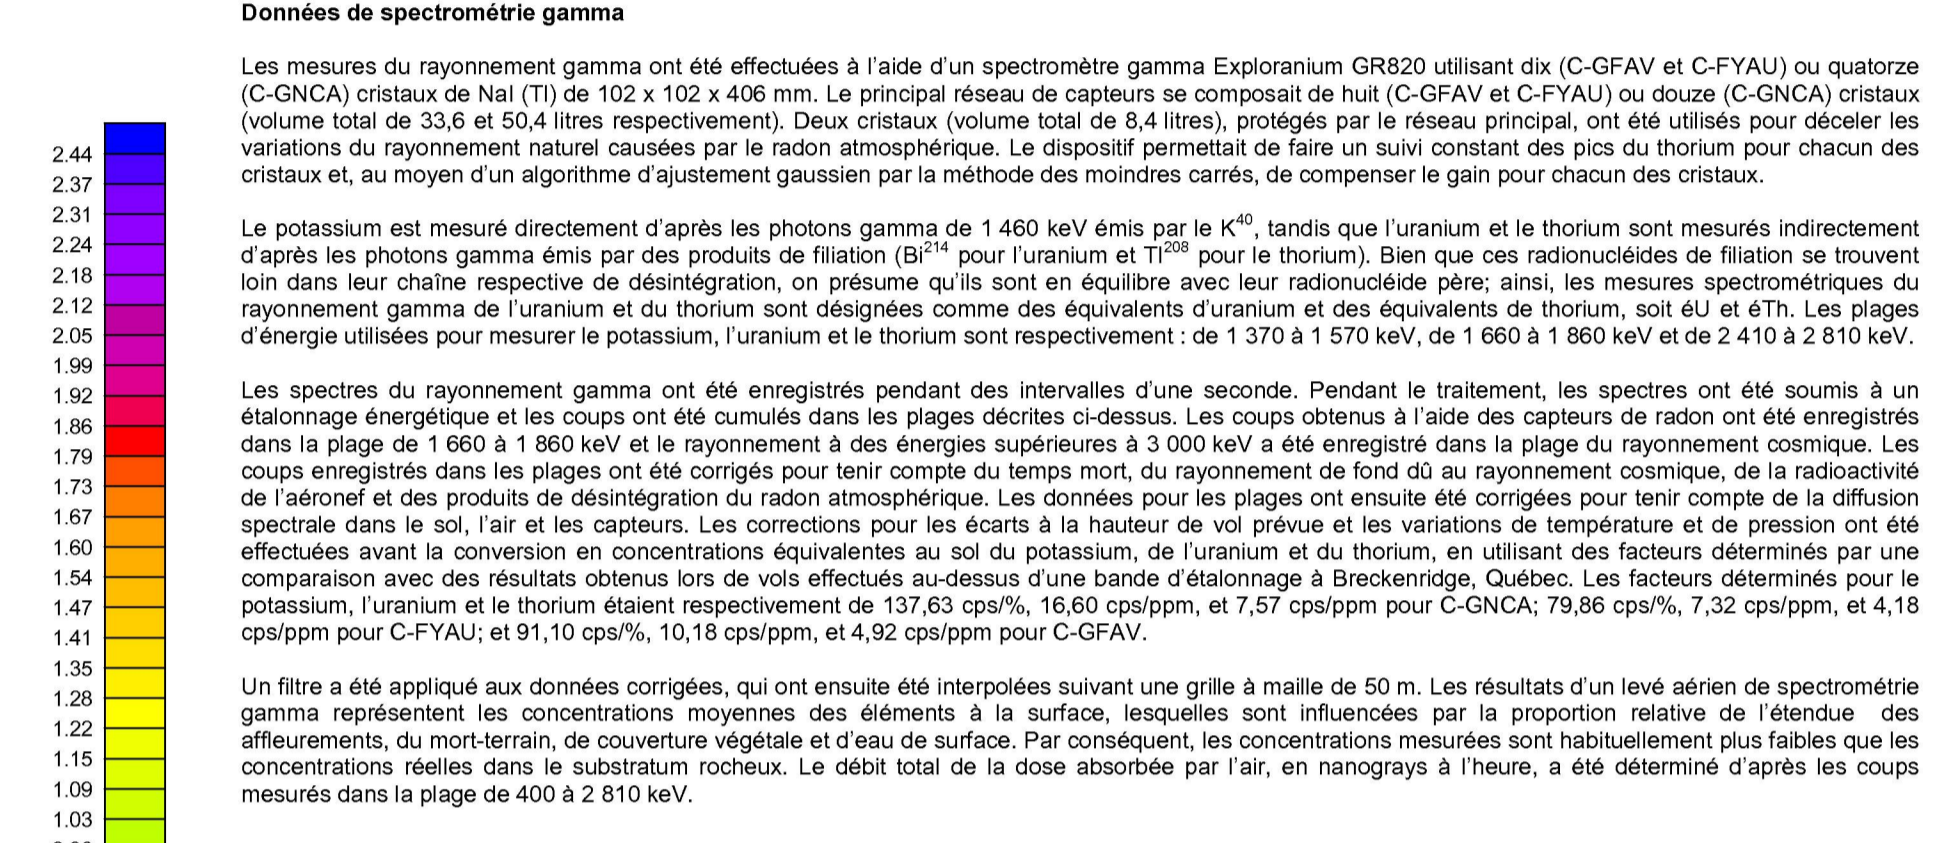 Données de spectrométrie gamma
Les mesures du rayonnement gamma ont été effectuées à l'aide d'un spectromètre gamma Exploranium GR820 utilisant dix (C-GFAV et C-FYAU) ou quatorze
(C-GNCA) cristaux de NaI (Tl) de 102 x 102 x 406 mm. Le principal réseau de capteurs se composait de huit (C-GFAV et C-FYAU) ou douze (C-GNCA) cristaux
(volume total de 33,6 et 50,4 litres respectivement). Deux cristaux (volume total de 8,4 litres), protégés par le réseau principal, ont été utilisés pour déceler les
variations du rayonnement naturel causées par le radon atmosphérique. Le dispositif permettait de faire un suivi constant des pics du thorium pour chacun des
cristaux et, au moyen d'un algorithme d'ajustement gaussien par la méthode des moindres carrés, de compenser le gain pour chacun des cristaux.
Le potassium est mesuré directement d'après les photons gamma de 1 460 keV émis par le K⁴⁰, tandis que l'uranium et le thorium sont mesurés indirectement
d'après les photons gamma émis par des produits de filiation (Bi²¹⁴ pour l'uranium et Tl²⁰⁸ pour le thorium). Bien que ces radionucléides de filiation se trouvent
loin dans leur chaîne respective de désintégration, on présume qu'ils sont en équilibre avec leur radionucléide père; ainsi, les mesures spectrométriques du
rayonnement gamma de l'uranium et du thorium sont désignées comme des équivalents d'uranium et des équivalents de thorium, soit éU et éTh. Les plages
d'énergie utilisées pour mesurer le potassium, l'uranium et le thorium sont respectivement : de 1 370 à 1 570 keV, de 1 660 à 1 860 keV et de 2 410 à 2 810 keV.
Les spectres du rayonnement gamma ont été enregistrés pendant des intervalles d'une seconde. Pendant le traitement, les spectres ont été soumis à un
étalonnage énergétique et les coups ont été cumulés dans les plages décrites ci-dessus. Les coups obtenus à l'aide des capteurs de radon ont été enregistrés
dans la plage de 1 660 à 1 860 keV et le rayonnement à des énergies supérieures à 3 000 keV a été enregistré dans la plage du rayonnement cosmique. Les
coups enregistrés dans les plages ont été corrigés pour tenir compte du temps mort, du rayonnement de fond dû au rayonnement cosmique, de la radioactivité
de l'aéronef et des produits de désintégration du radon atmosphérique. Les données pour les plages ont ensuite été corrigées pour tenir compte de la diffusion
spectrale dans le sol, l'air et les capteurs. Les corrections pour les écarts à la hauteur de vol prévue et les variations de température et de pression ont été
effectuées avant la conversion en concentrations équivalentes au sol du potassium, de l'uranium et du thorium, en utilisant des facteurs déterminés par une
comparaison avec des résultats obtenus lors de vols effectués au-dessus d'une bande d'étalonnage à Breckenridge, Québec. Les facteurs déterminés pour le
potassium, l'uranium et le thorium étaient respectivement de 137,63 cps/%, 16,60 cps/ppm, et 7,57 cps/ppm pour C-GNCA; 79,86 cps/%, 7,32 cps/ppm, et 4,18
cps/ppm pour C-FYAU; et 91,10 cps/%, 10,18 cps/ppm, et 4,92 cps/ppm pour C-GFAV.
Un filtre a été appliqué aux données corrigées, qui ont ensuite été interpolées suivant une grille à maille de 50 m. Les résultats d'un levé aérien de spectrométrie
gamma représentent les concentrations moyennes des éléments à la surface, lesquelles sont influencées par la proportion relative de l'étendue des
affleurements, du mort-terrain, de couverture végétale et d'eau de surface. Par conséquent, les concentrations mesurées sont habituellement plus faibles que les
concentrations réelles dans le substratum rocheux. Le débit total de la dose absorbée par l'air, en nanograys à l'heure, a été déterminé d'après les coups
mesurés dans la plage de 400 à 2 810 keV.
2.44
2.37
2.31
2.24
2.18
2.12
2.05
1.99
1.92
1.86
1.79
1.73
1.67
1.60
1.54
1.47
1.41
1.35
1.28
1.22
1.15
1.09
1.03